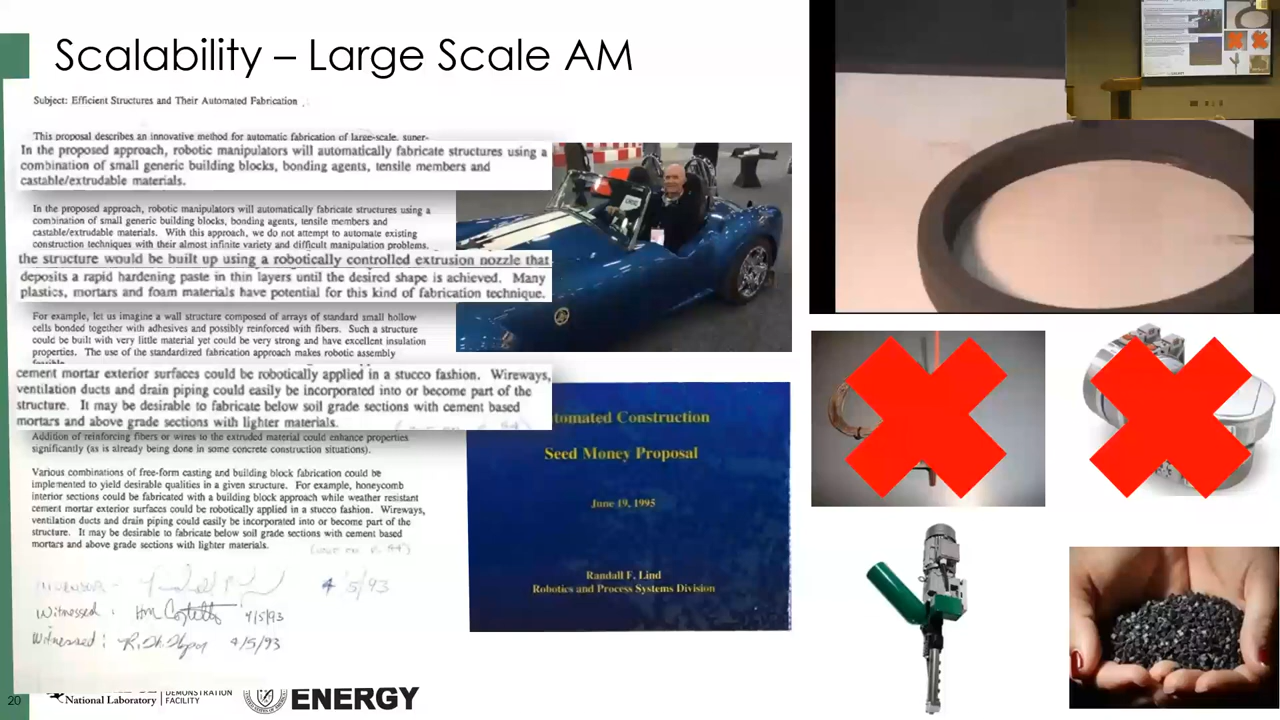 Scalability – Large Scale AM
Subject: Efficient Structures and Their Automated Fabrication
This proposal describes an innovative method for automatic fabrication of large-scale, super-
In the proposed approach, robotic manipulators will automatically fabricate structures using a
combination of small generic building blocks, bonding agents, tensile members and
castable/extrudable materials.
In the proposed approach, robotic manipulators will automatically fabricate structures using a
combination of small generic building blocks, bonding agents, tensile members and
castable/extrudable materials. With this approach, we do not attempt to automate existing
construction techniques with their almost infinite variety and difficult manipulation problems.
the structure would be built up using a robotically controlled extrusion nozzle that
deposits a rapid hardening paste in thin layers until the desired shape is achieved. Many
plastics, mortars and foam materials have potential for this kind of fabrication technique.
For example, let us imagine a wall structure composed of arrays of standard small hollow
cells bonded together with adhesives and possibly reinforced with fibers. Such a structure
could be built with very little material yet could be very strong and have excellent insulation
properties. The use of the standardized fabrication approach makes robotic assembly
cement mortar exterior surfaces could be robotically applied in a stucco fashion. Wireways,
ventilation ducts and drain piping could easily be incorporated into or become part of the
structure. It may be desirable to fabricate below soil grade sections with cement based
mortars and above grade sections with lighter materials.
Addition of reinforcing fibers or wires to the extruded material could enhance properties
significantly (as is already being done in some concrete construction situations).
Various combinations of free-form casting and building block fabrication could be
implemented to yield desirable qualities in a given structure. For example, honeycomb
interior sections could be fabricated with a building block approach while weather resistant
cement mortar exterior surfaces could be robotically applied in a stucco fashion. Wireways,
ventilation ducts and drain piping could easily be incorporated into or become part of the
structure. It may be desirable to fabricate below soil grade sections with cement based
mortars and above grade sections with lighter materials.
4/5/93
Witnessed: HM Costello 4/5/93
Witnessed: 4/5/93
tomated Construction
Seed Money Proposal
June 19, 1995
Randall F. Lind
Robotics and Process Systems Division
20
National Laboratory
DEMONSTRATION
FACILITY
ENERGY